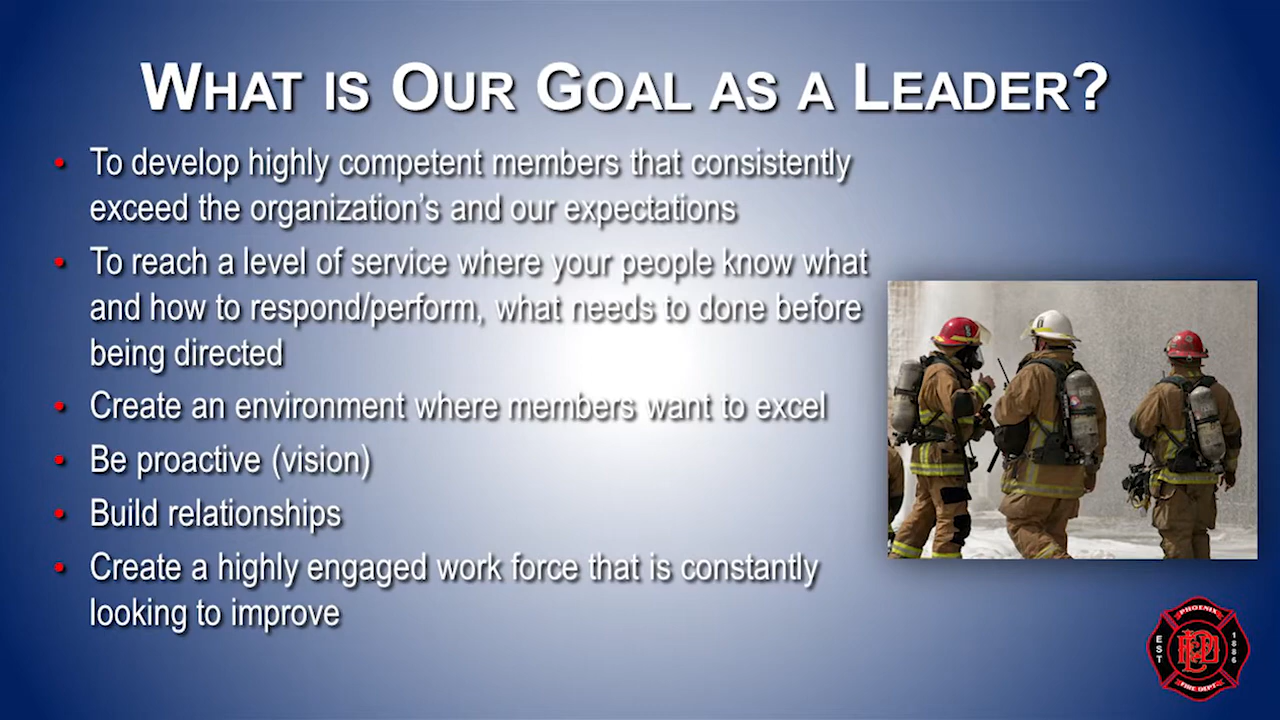 What is Our Goal as a Leader?
• To develop highly competent members that consistently
exceed the organization's and our expectations
• To reach a level of service where your people know what
and how to respond/perform, what needs to done before
being directed
• Create an environment where members want to excel
• Be proactive (vision)
• Build relationships
• Create a highly engaged work force that is constantly
looking to improve
PHOENIX
EST 1886
FIRE DEPT.